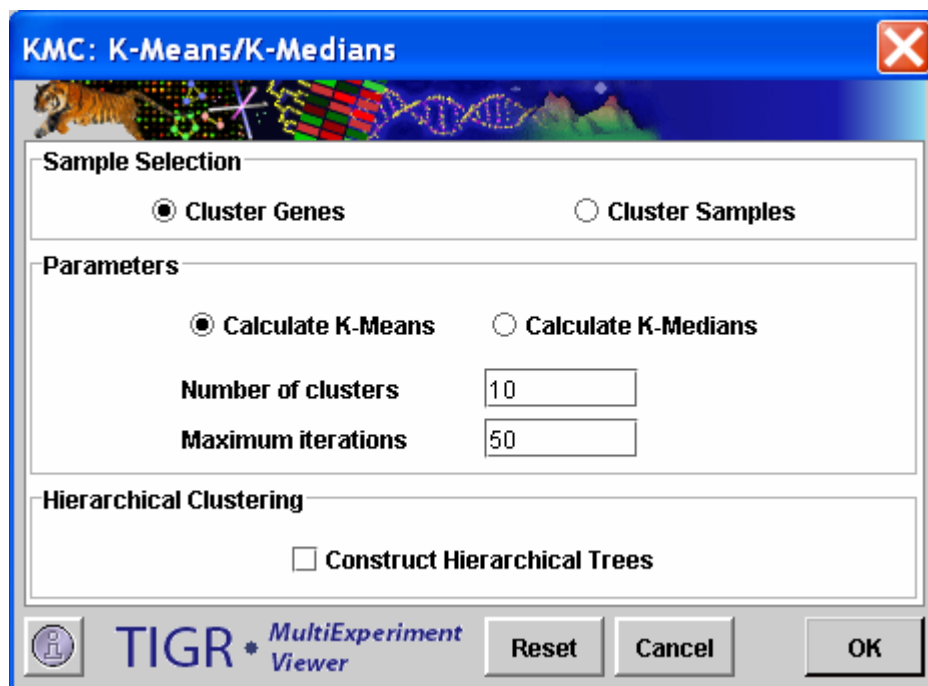 KMC: K-Means/K-Medians
Sample Selection
Cluster Genes Cluster Samples
Parameters
Calculate K-Means Calculate K-Medians
Number of clusters 10
Maximum iterations 50
Hierarchical Clustering
Construct Hierarchical Trees
TIGR MultiExperiment
Viewer
Reset Cancel OK